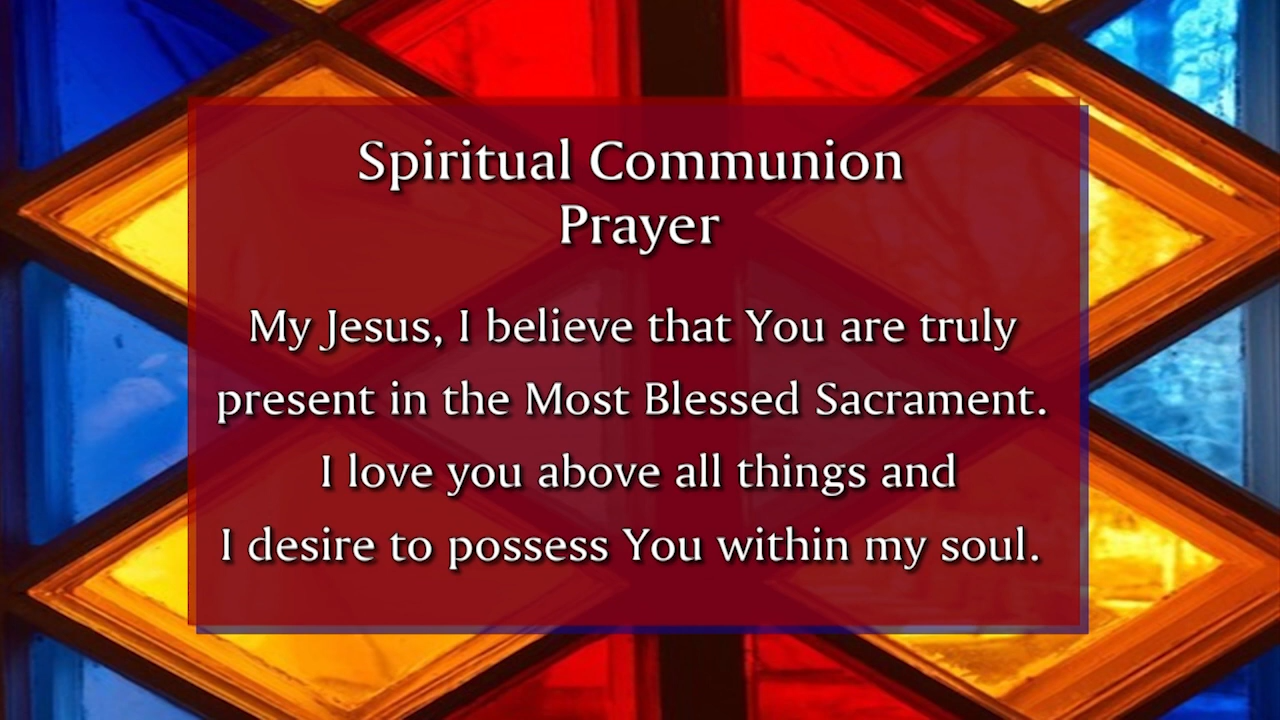 Spiritual Communion
Prayer
My Jesus, I believe that You are truly
present in the Most Blessed Sacrament.
I love you above all things and
I desire to possess You within my soul.